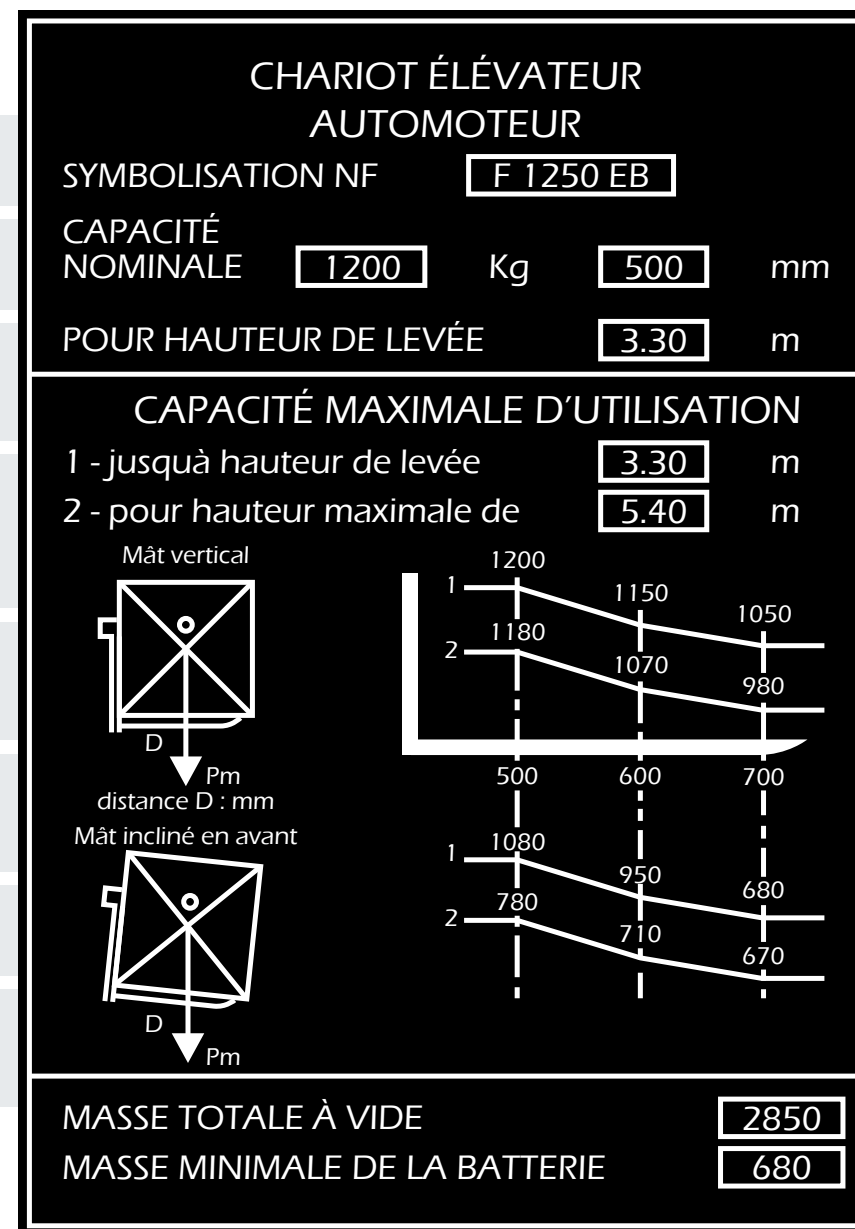 CHARIOT ÉLÉVATEUR
AUTOMOTEUR
SYMBOLISATION NF F 1250 EB
CAPACITÉ
NOMINALE 1200 Kg 500 mm
POUR HAUTEUR DE LEVÉE 3.30 m
CAPACITÉ MAXIMALE D'UTILISATION
1 - jusquà hauteur de levée 3.30 m
2 - pour hauteur maximale de 5.40 m
Mât vertical
D
Pm
distance D : mm
1200
1 1150
1050
1180
2 1070
980
500 600 700
Mât incliné en avant
D
Pm
1080
1 950
680
780
2 710
670
MASSE TOTALE À VIDE 2850
MASSE MINIMALE DE LA BATTERIE 680